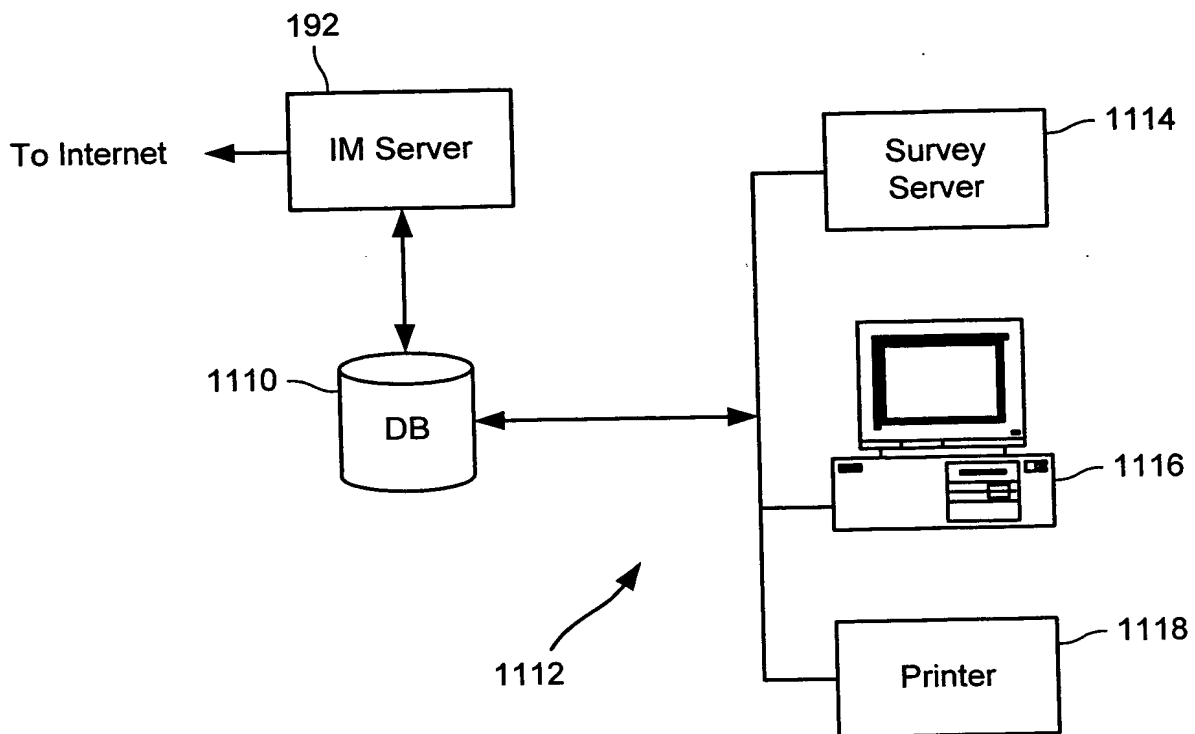 192
To Internet
IM Server
1114
Survey
Server
1110
DB
1116
1112
1118
Printer